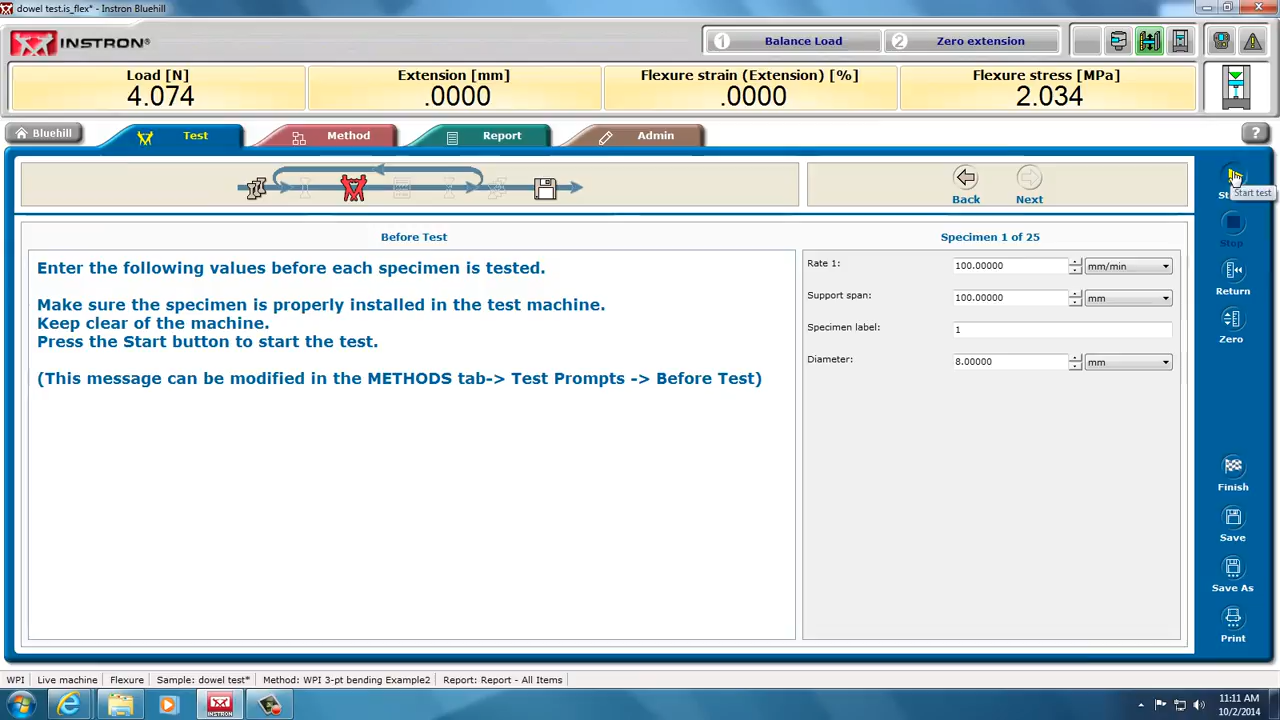 dowel test.is_flex* - Instron Bluehill
INSTRON®
1 Balance Load
2 Zero extension
Load [N]
4.074
Extension [mm]
.0000
Flexure strain (Extension) [%]
.0000
Flexure stress [MPa]
2.034
Bluehill
Test
Method
Report
Admin
?
Back
Next
Start test
Before Test
Specimen 1 of 25
Enter the following values before each specimen is tested.
Make sure the specimen is properly installed in the test machine.
Keep clear of the machine.
Press the Start button to start the test.
(This message can be modified in the METHODS tab-> Test Prompts -> Before Test)
Rate 1: 100.00000 mm/min
Support span: 100.00000 mm
Specimen label: 1
Diameter: 8.00000 mm
Stop
Return
Zero
Finish
Save
Save As
Print
WPI Live machine Flexure Sample: dowel test* Method: WPI 3-pt bending Example2 Report: Report - All Items
INSTRON
11:11 AM
10/2/2014